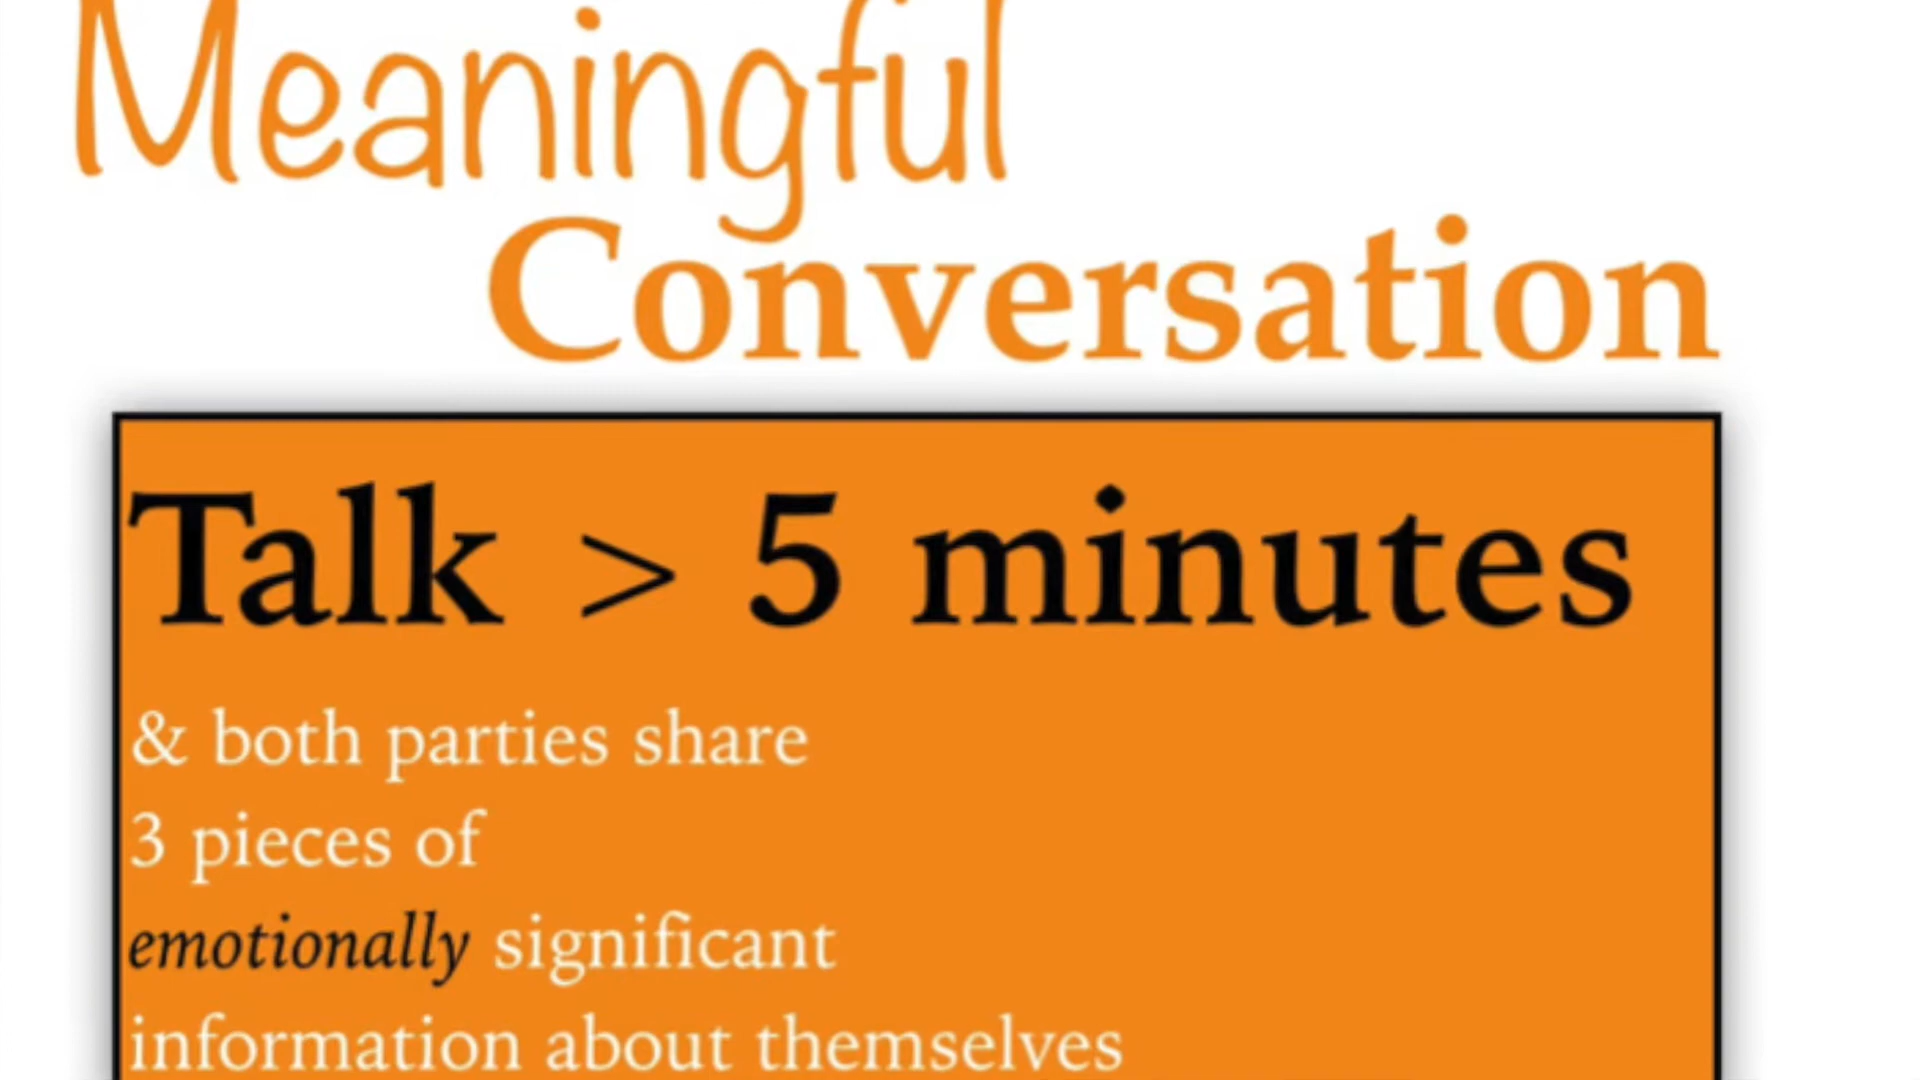 Meaningful
Conversation
Talk > 5 minutes
& both parties share
3 pieces of
emotionally significant
information about themselves